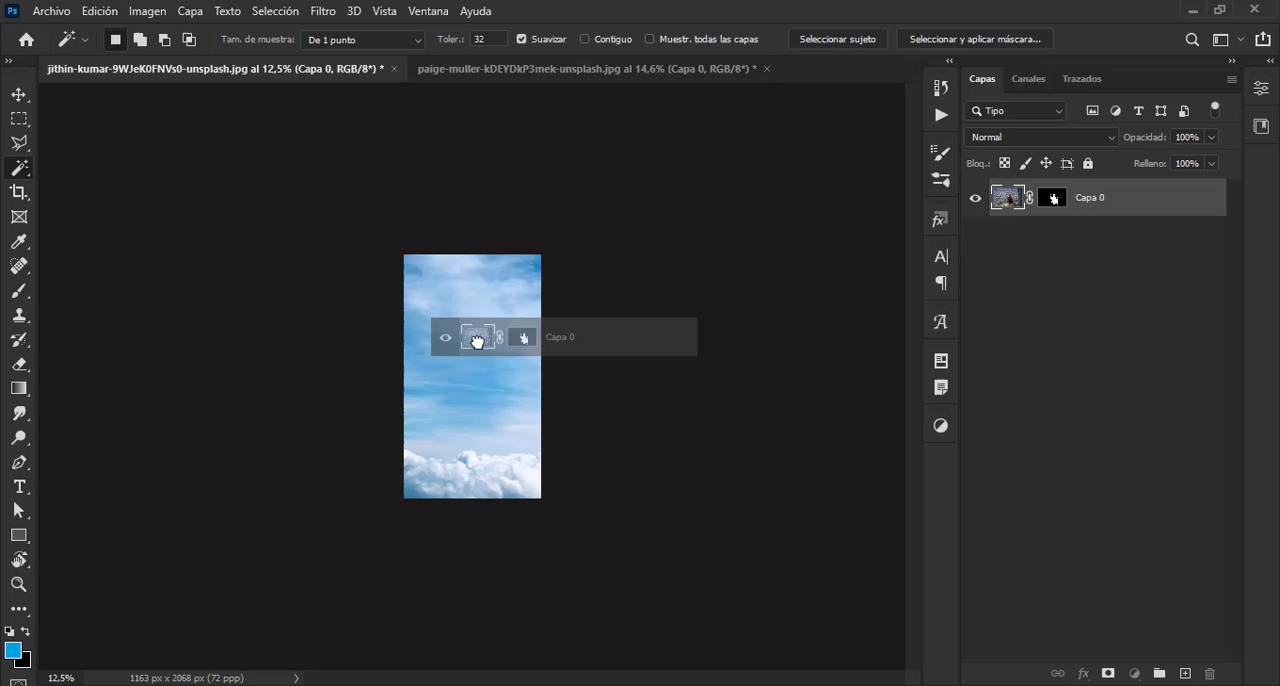 Ps Archivo Edición Imagen Capa Texto Selección Filtro 3D Vista Ventana Ayuda
Tam. de muestra: De 1 punto Toler.: 32 Suavizar Contiguo Muestr. todas las capas Seleccionar sujeto Seleccionar y aplicar máscara...
jithin-kumar-9WJeK0FNVs0-unsplash.jpg al 12,5% (Capa 0, RGB/8*) * × paige-muller-kDEYDkP3mek-unsplash.jpg al 14,6% (Capa 0, RGB/8*) * ×
Capas Canales Trazados
Tipo
Normal Opacidad: 100%
Bloq.: Relleno: 100%
Capa 0
Capa 0
12,5% 1163 px x 2068 px (72 ppp)